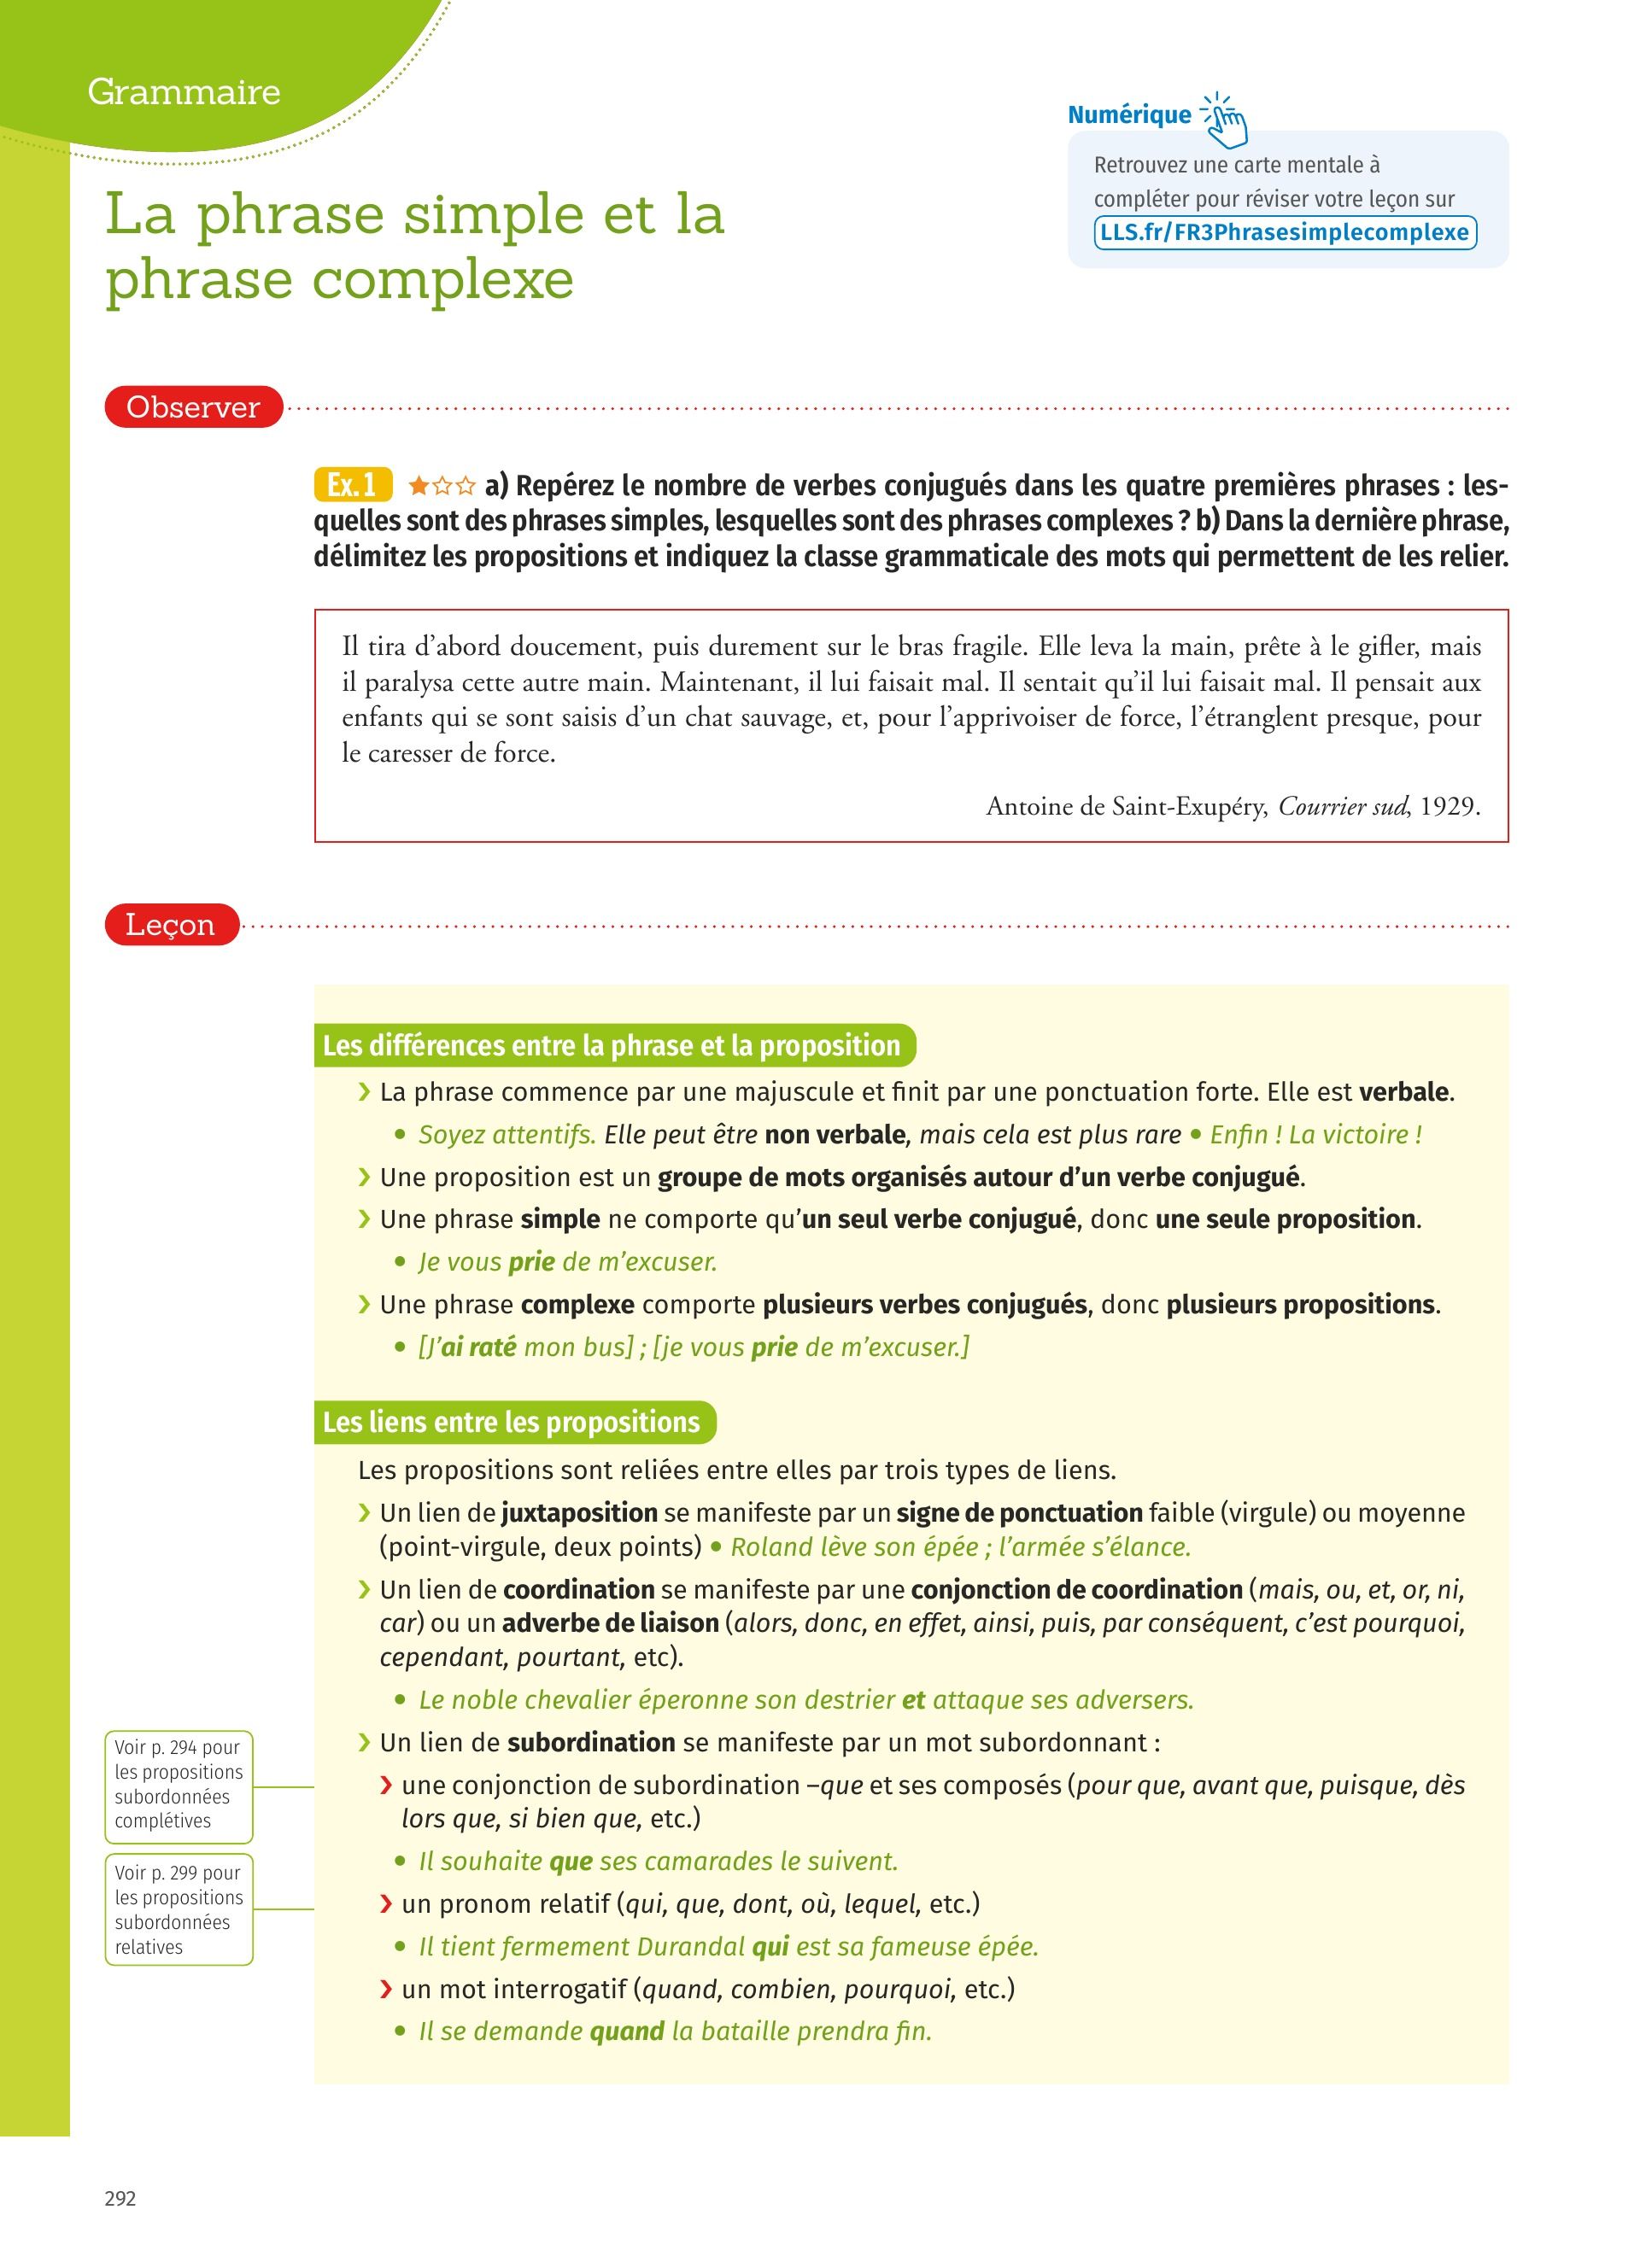 Grammaire
Numérique
Retrouvez une carte mentale à
compléter pour réviser votre leçon sur
LLS.fr/FR3Phrasesimplecomplexe
La phrase simple et la
phrase complexe
Observer
Ex. 1 ★☆☆ a) Repérez le nombre de verbes conjugués dans les quatre premières phrases : les-
quelles sont des phrases simples, lesquelles sont des phrases complexes ? b) Dans la dernière phrase,
délimitez les propositions et indiquez la classe grammaticale des mots qui permettent de les relier.
Il tira d’abord doucement, puis durement sur le bras fragile. Elle leva la main, prête à le gifler, mais
il paralysa cette autre main. Maintenant, il lui faisait mal. Il sentait qu’il lui faisait mal. Il pensait aux
enfants qui se sont saisis d’un chat sauvage, et, pour l’apprivoiser de force, l’étranglent presque, pour
le caresser de force.
Antoine de Saint-Exupéry, Courrier sud, 1929.
Leçon
Les différences entre la phrase et la proposition
› La phrase commence par une majuscule et finit par une ponctuation forte. Elle est verbale.
• Soyez attentifs. Elle peut être non verbale, mais cela est plus rare • Enfin ! La victoire !
› Une proposition est un groupe de mots organisés autour d’un verbe conjugué.
› Une phrase simple ne comporte qu’un seul verbe conjugué, donc une seule proposition.
• Je vous prie de m’excuser.
› Une phrase complexe comporte plusieurs verbes conjugués, donc plusieurs propositions.
• [J’ai raté mon bus] ; [je vous prie de m’excuser.]
Les liens entre les propositions
Les propositions sont reliées entre elles par trois types de liens.
› Un lien de juxtaposition se manifeste par un signe de ponctuation faible (virgule) ou moyenne
(point-virgule, deux points) • Roland lève son épée ; l’armée s’élance.
› Un lien de coordination se manifeste par une conjonction de coordination (mais, ou, et, or, ni,
car) ou un adverbe de liaison (alors, donc, en effet, ainsi, puis, par conséquent, c’est pourquoi,
cependant, pourtant, etc).
• Le noble chevalier éperonne son destrier et attaque ses adversers.
› Un lien de subordination se manifeste par un mot subordonnant :
› une conjonction de subordination –que et ses composés (pour que, avant que, puisque, dès
lors que, si bien que, etc.)
• Il souhaite que ses camarades le suivent.
› un pronom relatif (qui, que, dont, où, lequel, etc.)
• Il tient fermement Durandal qui est sa fameuse épée.
› un mot interrogatif (quand, combien, pourquoi, etc.)
• Il se demande quand la bataille prendra fin.
Voir p. 294 pour
les propositions
subordonnées
complétives
Voir p. 299 pour
les propositions
subordonnées
relatives
292